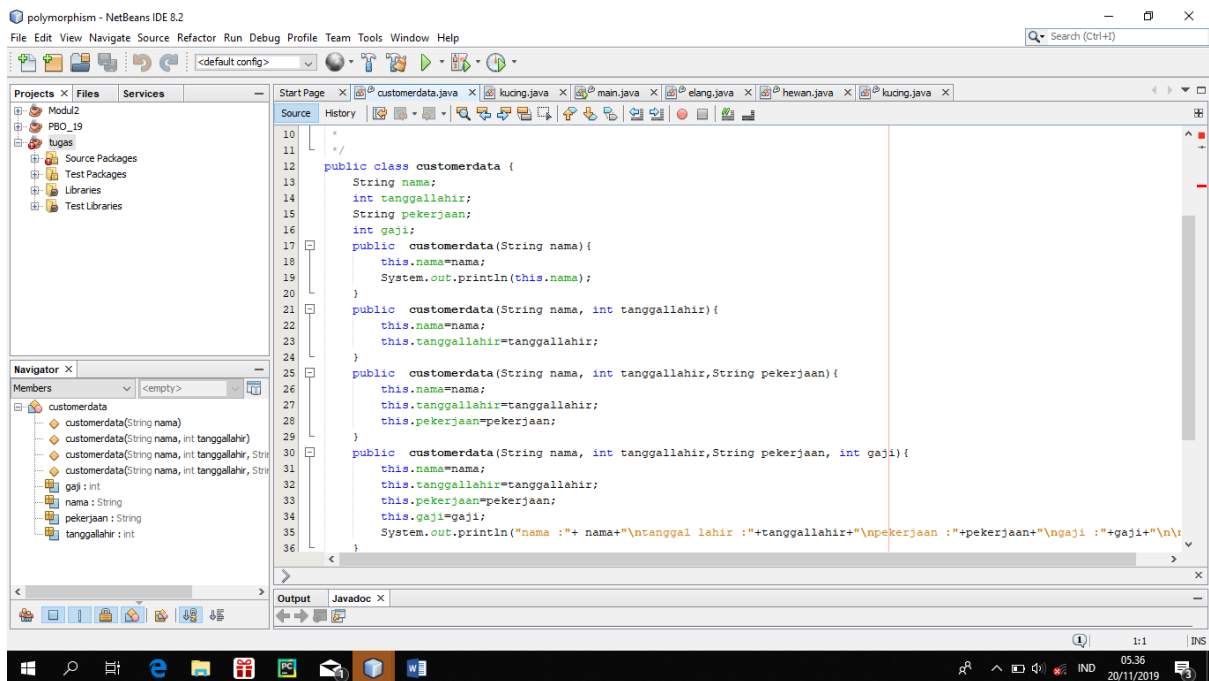 polymorphism - NetBeans IDE 8.2
File Edit View Navigate Source Refactor Run Debug Profile Team Tools Window Help
Search (Ctrl+I)
<default config>
Projects Files Services
Modul2
PBO_19
tugas
Source Packages
Test Packages
Libraries
Test Libraries
Start Page customerdata.java kucing.java main.java elang.java hewan.java kucing.java
Source History
10 *
11 */
12 public class customerdata {
13 String nama;
14 int tanggallahir;
15 String pekerjaan;
16 int gaji;
17 public customerdata(String nama){
18 this.nama=nama;
19 System.out.println(this.nama);
20 }
21 public customerdata(String nama, int tanggallahir){
22 this.nama=nama;
23 this.tanggallahir=tanggallahir;
24 }
25 public customerdata(String nama, int tanggallahir,String pekerjaan){
26 this.nama=nama;
27 this.tanggallahir=tanggallahir;
28 this.pekerjaan=pekerjaan;
29 }
30 public customerdata(String nama, int tanggallahir,String pekerjaan, int gaji){
31 this.nama=nama;
32 this.tanggallahir=tanggallahir;
33 this.pekerjaan=pekerjaan;
34 this.gaji=gaji;
35 System.out.println("nama :"+ nama+"\ntanggal lahir :"+tanggallahir+"\npekerjaan :"+pekerjaan+"\ngaji :"+gaji+"\n\
36 }
Navigator
Members <empty>
customerdata
customerdata(String nama)
customerdata(String nama, int tanggallahir)
customerdata(String nama, int tanggallahir, Strin
customerdata(String nama, int tanggallahir, Strin
gaji : int
nama : String
pekerjaan : String
tanggallahir : int
Output Javadoc
1 1:1 INS
IND
05.36
20/11/2019